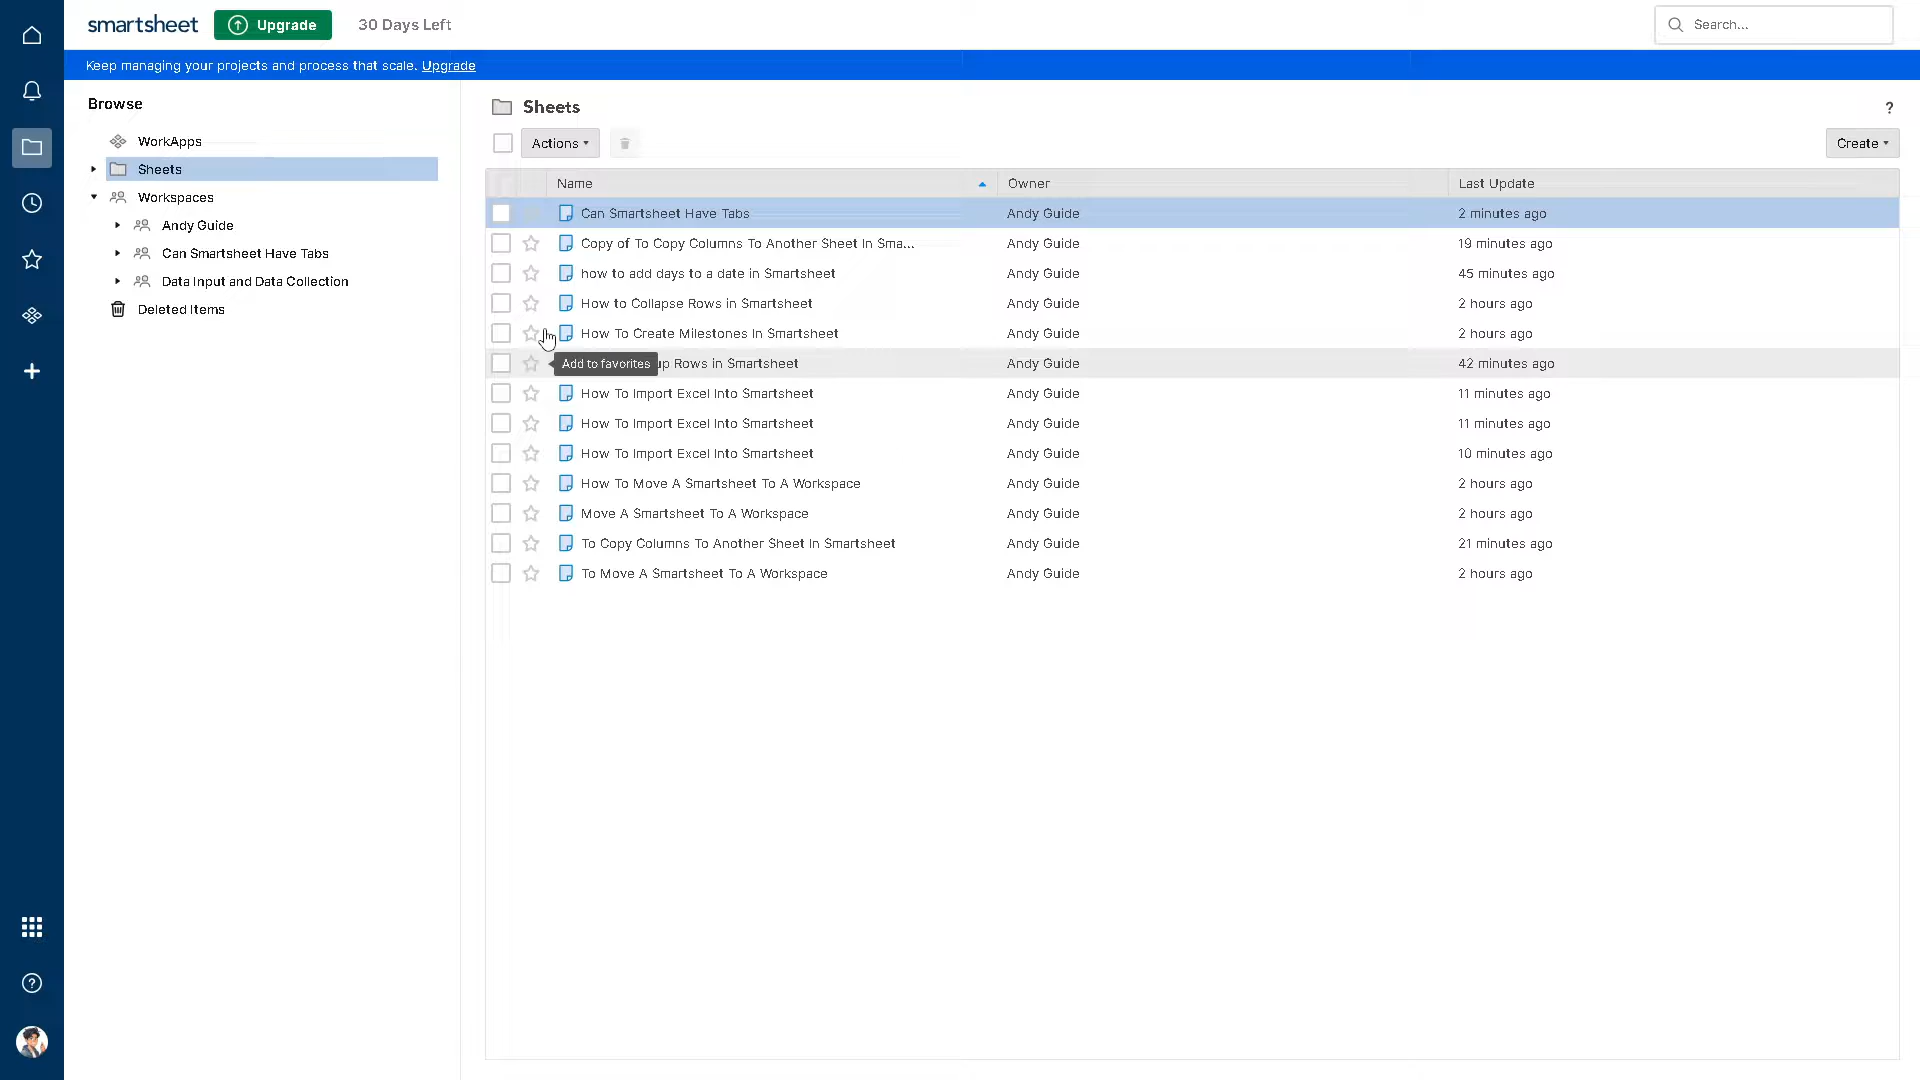 smartsheet
Upgrade
30 Days Left
Search...
Keep managing your projects and process that scale. Upgrade
Browse
WorkApps
Sheets
Workspaces
Andy Guide
Can Smartsheet Have Tabs
Data Input and Data Collection
Deleted Items
Sheets
?
Actions
Create
Name Owner Last Update
Can Smartsheet Have Tabs Andy Guide 2 minutes ago
Copy of To Copy Columns To Another Sheet In Sma... Andy Guide 19 minutes ago
how to add days to a date in Smartsheet Andy Guide 45 minutes ago
How to Collapse Rows in Smartsheet Andy Guide 2 hours ago
How To Create Milestones In Smartsheet Andy Guide 2 hours ago
Add to favorites
Rows in Smartsheet Andy Guide 42 minutes ago
How To Import Excel Into Smartsheet Andy Guide 11 minutes ago
How To Import Excel Into Smartsheet Andy Guide 11 minutes ago
How To Import Excel Into Smartsheet Andy Guide 10 minutes ago
How To Move A Smartsheet To A Workspace Andy Guide 2 hours ago
Move A Smartsheet To A Workspace Andy Guide 2 hours ago
To Copy Columns To Another Sheet In Smartsheet Andy Guide 21 minutes ago
To Move A Smartsheet To A Workspace Andy Guide 2 hours ago